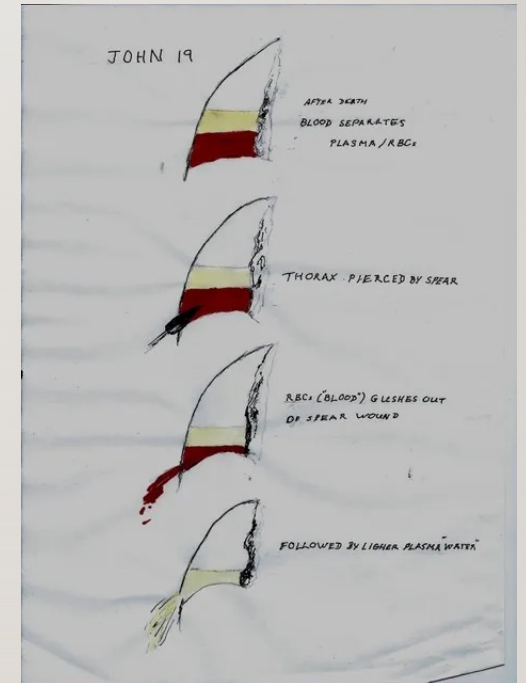 JOHN 19
AFTER DEATH
BLOOD SEPARATES
PLASMA/RBCs
THORAX PIERCED BY SPEAR
RBCs ("BLOOD") GUSHES OUT
OF SPEAR WOUND
FOLLOWED BY LIGHER PLASMA "WATER"